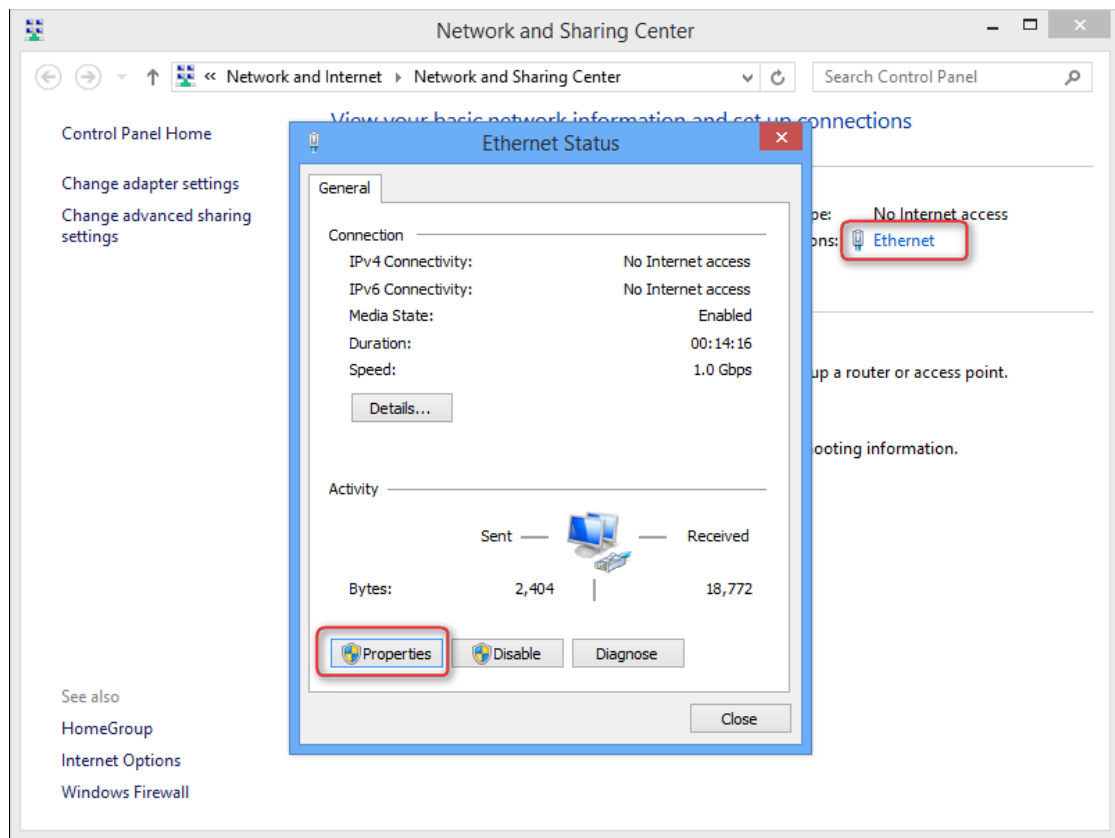 Network and Sharing Center
« Network and Internet Network and Sharing Center
Search Control Panel
Control Panel Home
Change adapter settings
Change advanced sharing
settings
See also
HomeGroup
Internet Options
Windows Firewall
View your basic network information and set up connections
No Internet access
Ethernet
up a router or access point.
information.
Ethernet Status
General
Connection
IPv4 Connectivity: No Internet access
IPv6 Connectivity: No Internet access
Media State: Enabled
Duration: 00:14:16
Speed: 1.0 Gbps
Details...
Activity
Sent Received
Bytes: 2,404 18,772
Properties Disable Diagnose
Close